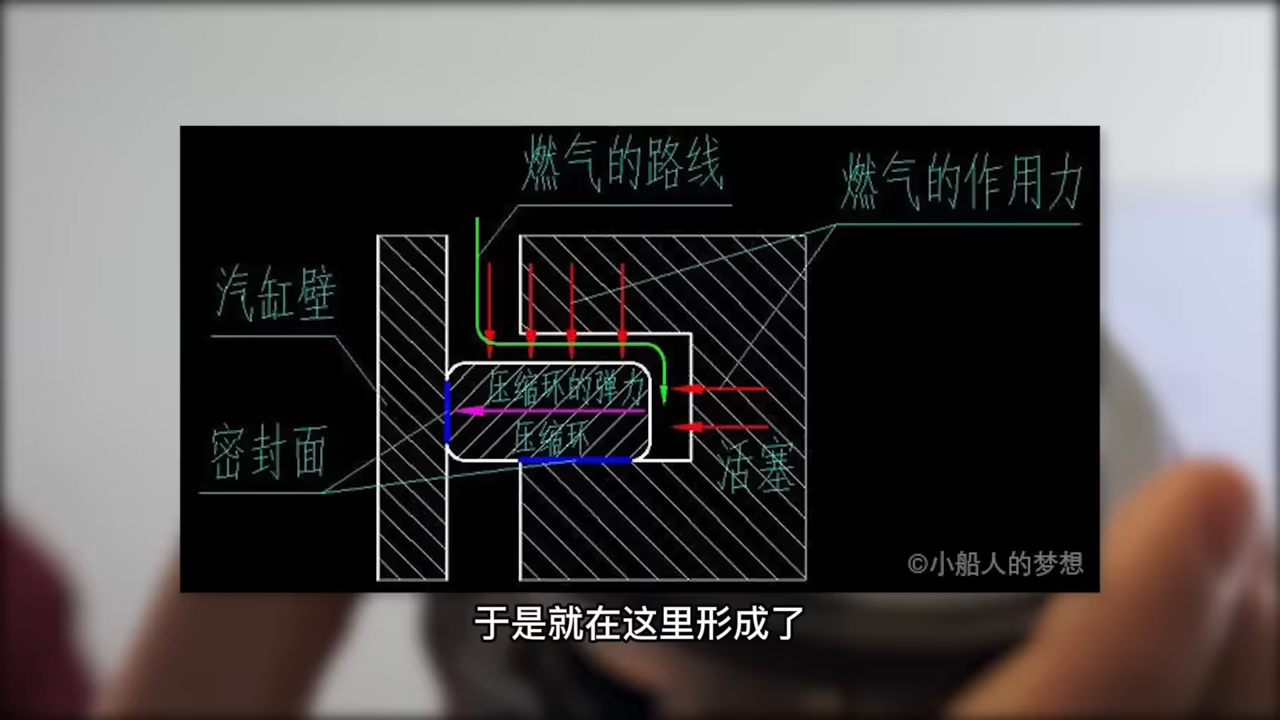 燃气的路线
燃气的作用力
汽缸壁
压缩环的弹力
压缩环
密封面
活塞
©小船人的梦想
于是就在这里形成了